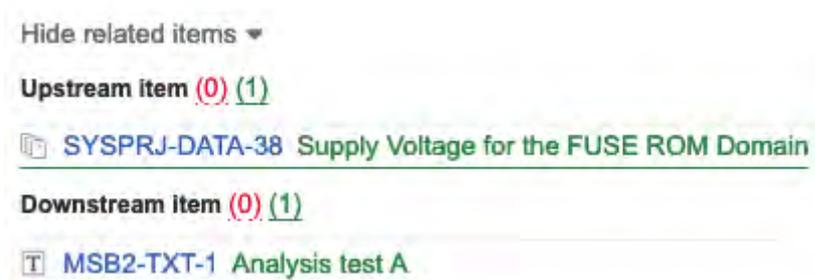 Hide related items
Upstream item (0) (1)
SYSPRJ-DATA-38 Supply Voltage for the FUSE ROM Domain
Downstream item (0) (1)
T MSB2-TXT-1 Analysis test A